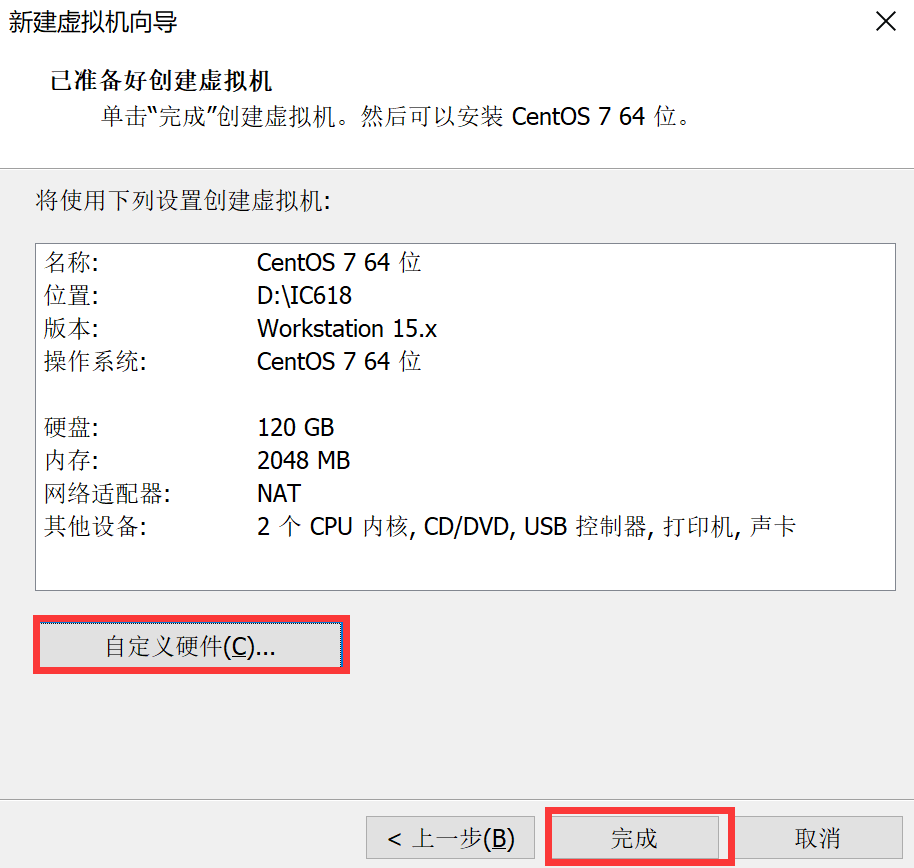 新建虚拟机向导
已准备好创建虚拟机
单击“完成”创建虚拟机。然后可以安装 CentOS 7 64 位。
将使用下列设置创建虚拟机:
名称: CentOS 7 64 位
位置: D:\IC618
版本: Workstation 15.x
操作系统: CentOS 7 64 位
硬盘: 120 GB
内存: 2048 MB
网络适配器: NAT
其他设备: 2 个 CPU 内核, CD/DVD, USB 控制器, 打印机, 声卡
自定义硬件(C)...
< 上一步(B) 完成 取消